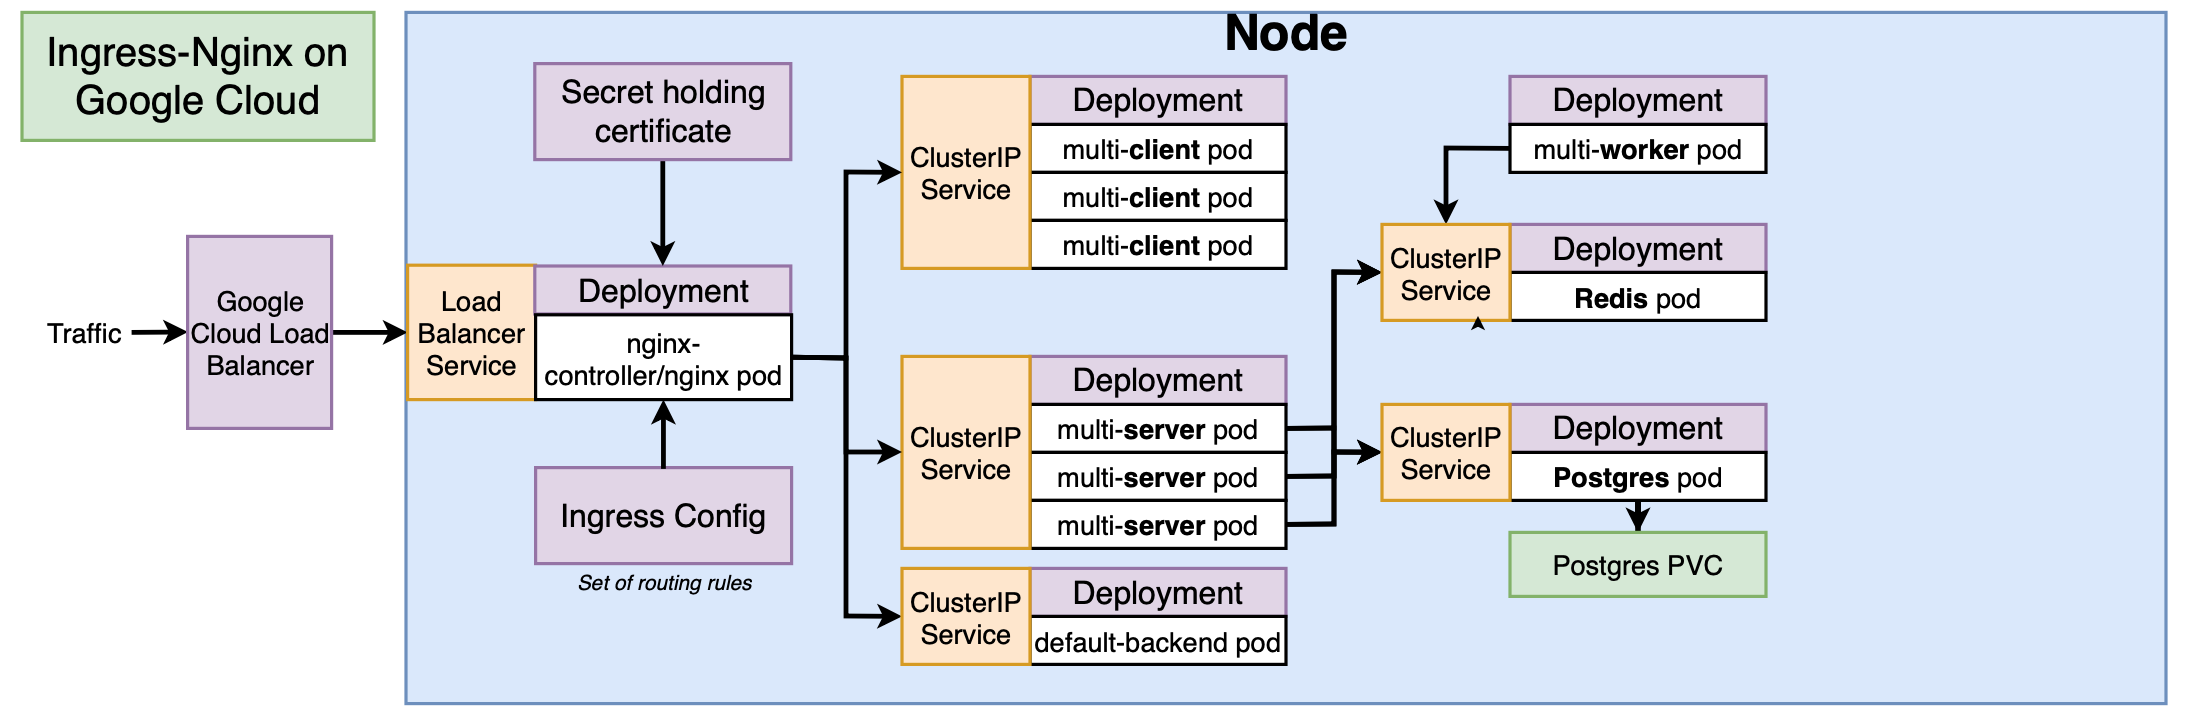 Ingress-Nginx on
Google Cloud
Node
Traffic
Google
Cloud Load
Balancer
Load
Balancer
Service
Secret holding
certificate
Deployment
nginx-
controller/nginx pod
Ingress Config
Set of routing rules
ClusterIP
Service
Deployment
multi-client pod
multi-client pod
multi-client pod
ClusterIP
Service
Deployment
multi-server pod
multi-server pod
multi-server pod
ClusterIP
Service
Deployment
default-backend pod
Deployment
multi-worker pod
ClusterIP
Service
Deployment
Redis pod
ClusterIP
Service
Deployment
Postgres pod
Postgres PVC